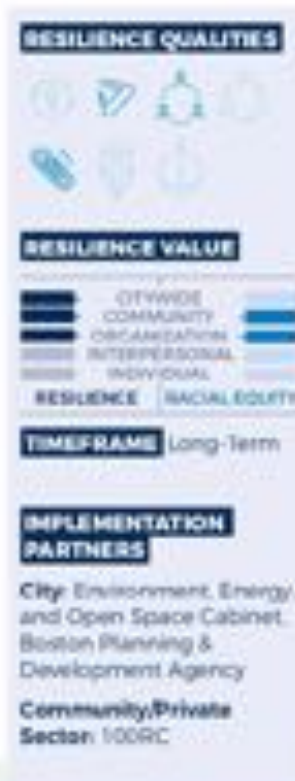 RESILIENCE QUALITIES
RESILIENCE VALUE
CITYWIDE
COMMUNITY
ORGANIZATION
INTERPERSONAL
INDIVIDUAL
RESILIENCE RACIAL EQUITY
TIMEFRAME Long-Term
IMPLEMENTATION
PARTNERS
City: Environment, Energy
and Open Space Cabinet,
Boston Planning &
Development Agency
Community/Private
Sector: 100RC